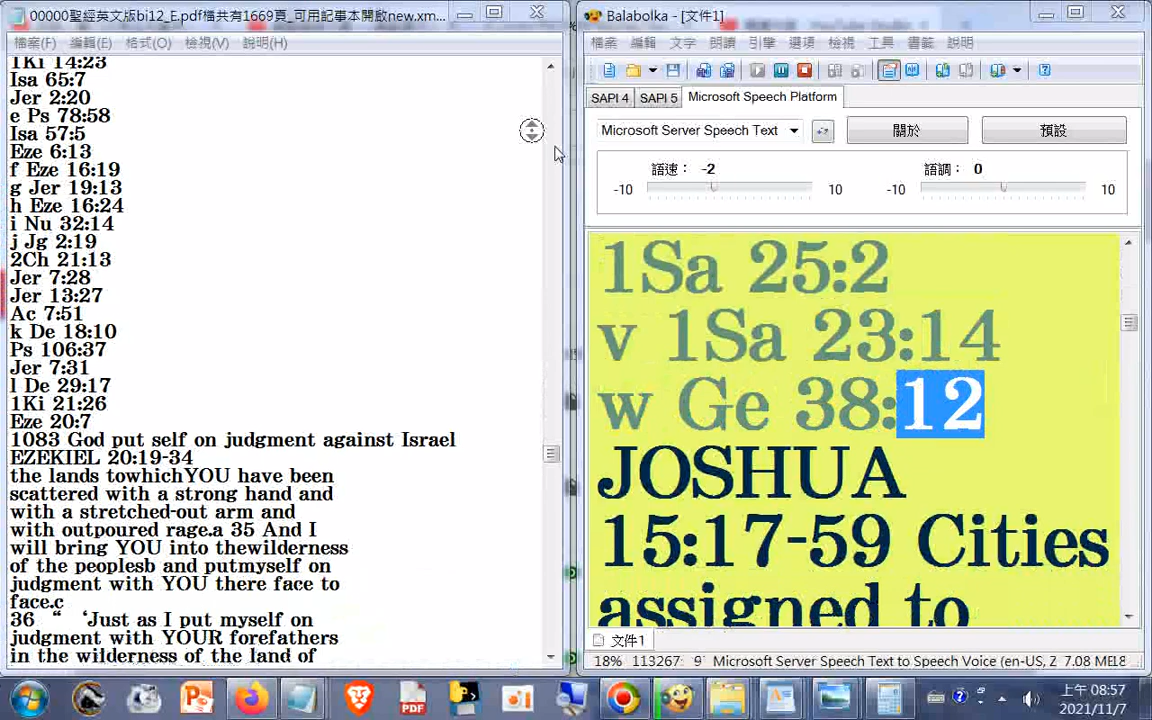 00000聖經英文版bi12_E.pdf檔共有1669頁_可用記事本開啟new.xm...
檔案(F) 編輯(E) 格式(O) 檢視(V) 說明(H)
1Ki 14:23
Isa 65:7
Jer 2:20
e Ps 78:58
Isa 57:5
Eze 6:13
f Eze 16:19
g Jer 19:13
h Eze 16:24
i Nu 32:14
j Jg 2:19
2Ch 21:13
Jer 7:28
Jer 13:27
Ac 7:51
k De 18:10
Ps 106:37
Jer 7:31
l De 29:17
1Ki 21:26
Eze 20:7
1083 God put self on judgment against Israel
EZEKIEL 20:19-34
the lands towhichYOU have been
scattered with a strong hand and
with a stretched-out arm and
with outpoured rage.a 35 And I
will bring YOU into thewilderness
of the peoplesb and putmyself on
judgment with YOU there face to
face.c
36 “ ‘Just as I put myself on
judgment with YOUR forefathers
in the wilderness of the land of
Balabolka - [文件1]
檔案 編輯 文字 朗讀 引擎 選項 檢視 工具 書籤 說明
SAPI 4 SAPI 5 Microsoft Speech Platform
Microsoft Server Speech Text 關於 預設
語速： -2 語調： 0
-10 10 -10 10
1Sa 25:2
v 1Sa 23:14
w Ge 38:12
JOSHUA
15:17-59 Cities
assigned to
文件1
18% 113267: 9 Microsoft Server Speech Text to Speech Voice (en-US, Z 7.08 ME
上午 08:57
2021/11/7